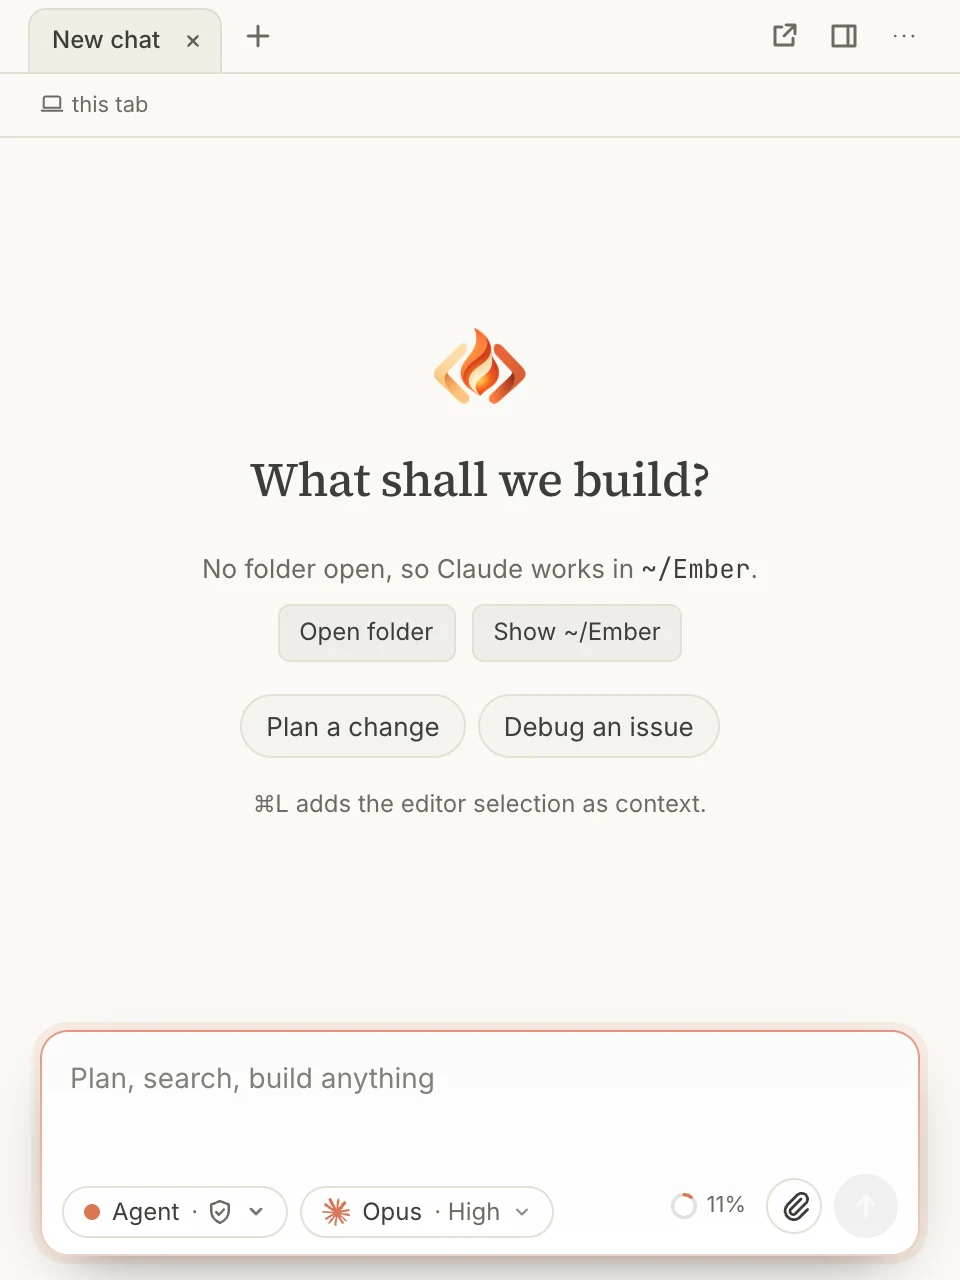 New chat
this tab
What shall we build?
No folder open, so Claude works in ~/Ember.
Open folder
Show ~/Ember
Plan a change
Debug an issue
⌘L adds the editor selection as context.
Plan, search, build anything
Agent ·
Opus · High
11%